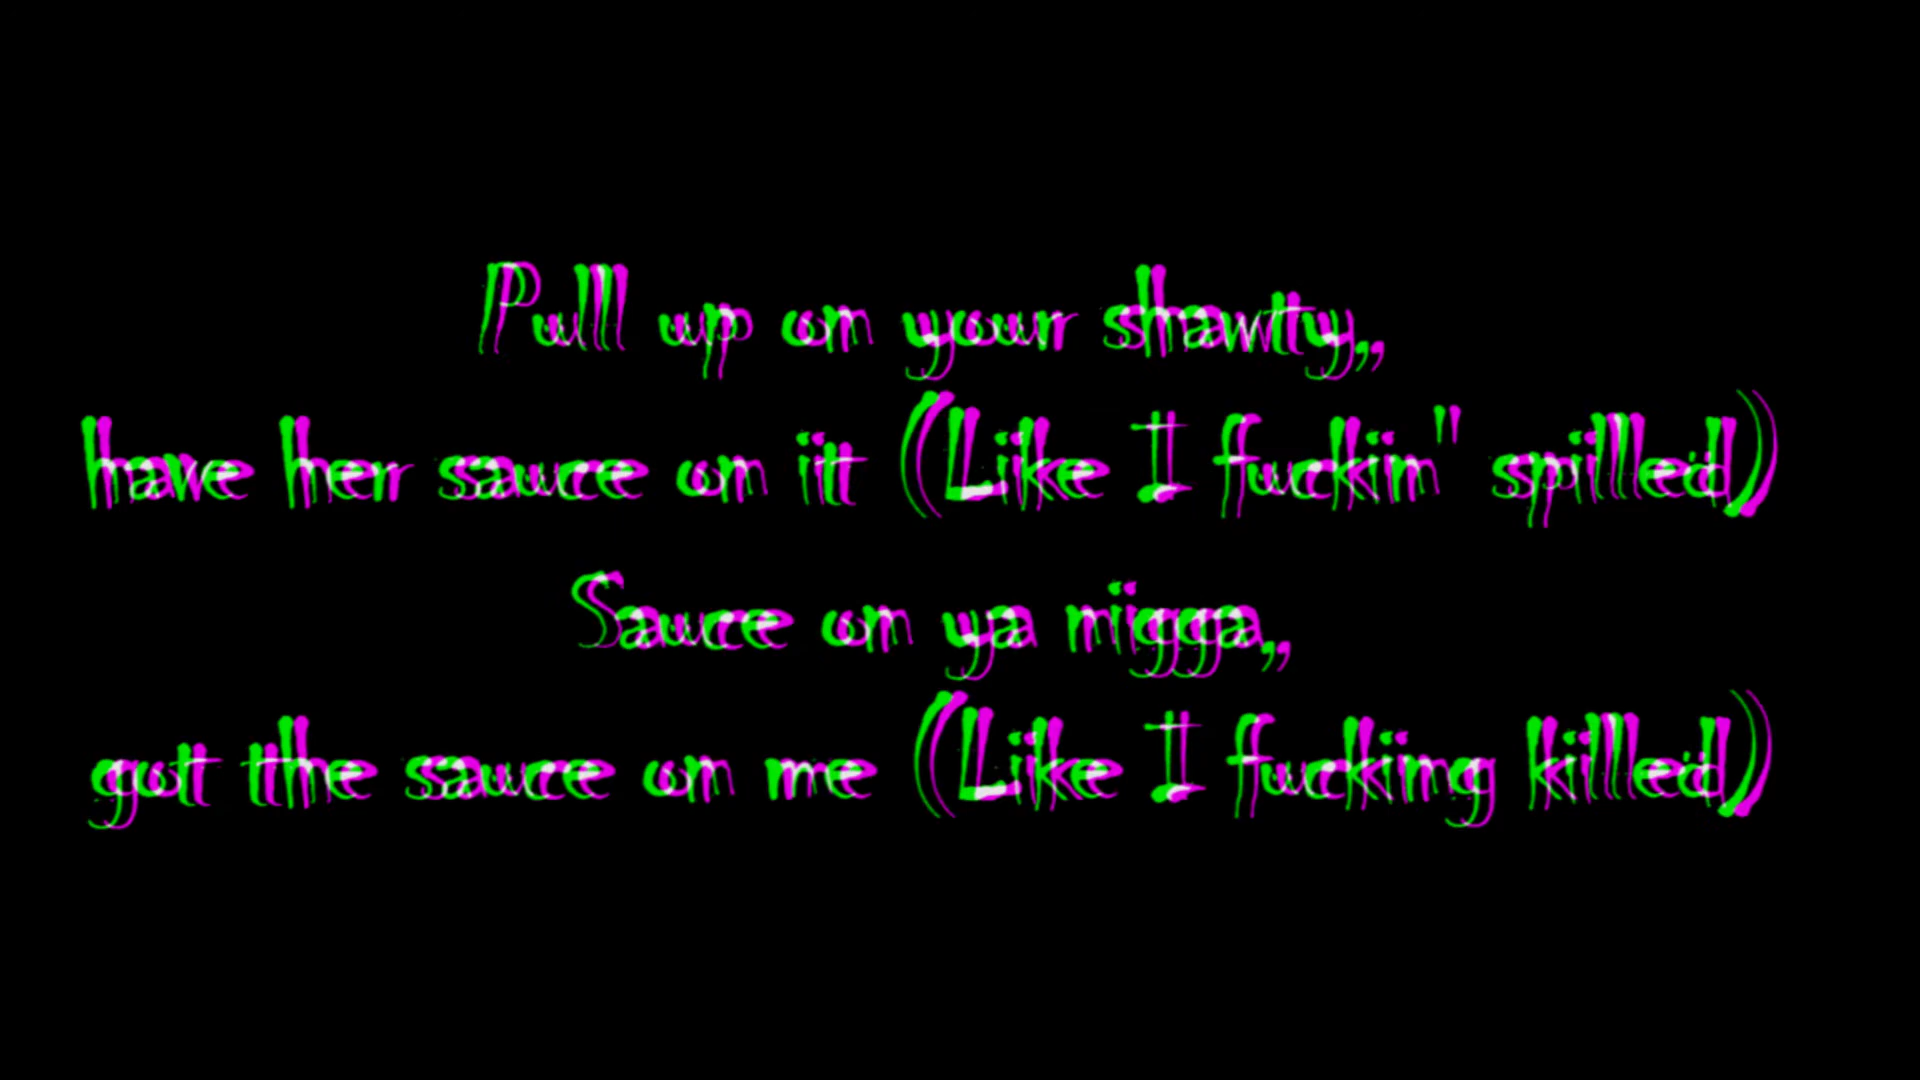 Pull up on your shawty,
have her sauce on it (Like I fuckin' spilled)
Sauce on ya nigga,
got the sauce on me (Like I fucking killed)